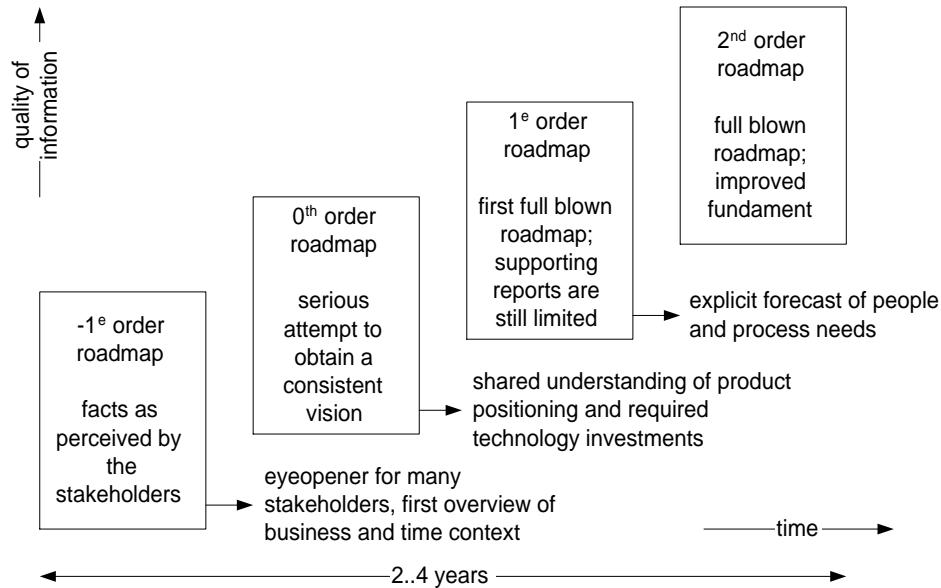 quality of
information
-1ᵉ order
roadmap
facts as
perceived by
the
stakeholders
eyeopener for many
stakeholders, first overview of
business and time context
0ᵗʰ order
roadmap
serious
attempt to
obtain a
consistent
vision
shared understanding of product
positioning and required
technology investments
1ᵉ order
roadmap
first full blown
roadmap;
supporting
reports are
still limited
explicit forecast of people
and process needs
2ⁿᵈ order
roadmap
full blown
roadmap;
improved
fundament
time
2..4 years